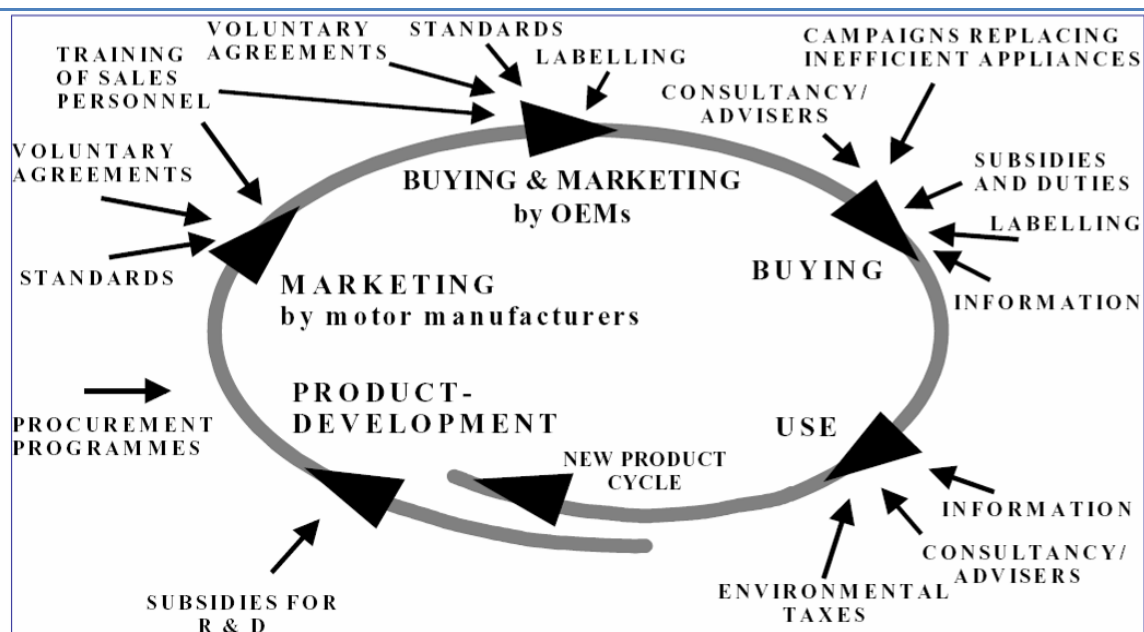 VOLUNTARY
AGREEMENTS
STANDARDS
LABELLING
TRAINING
OF SALES
PERSONNEL
CAMPAIGNS REPLACING
INEFFICIENT APPLIANCES
CONSULTANCY/
ADVISERS
VOLUNTARY
AGREEMENTS
STANDARDS
BUYING & MARKETING
by OEMs
SUBSIDIES
AND DUTIES
LABELLING
INFORMATION
BUYING
MARKETING
by motor manufacturers
PRODUCT-
DEVELOPMENT
PROCUREMENT
PROGRAMMES
USE
NEW PRODUCT
CYCLE
INFORMATION
CONSULTANCY/
ADVISERS
ENVIRONMENTAL
TAXES
SUBSIDIES FOR
R & D